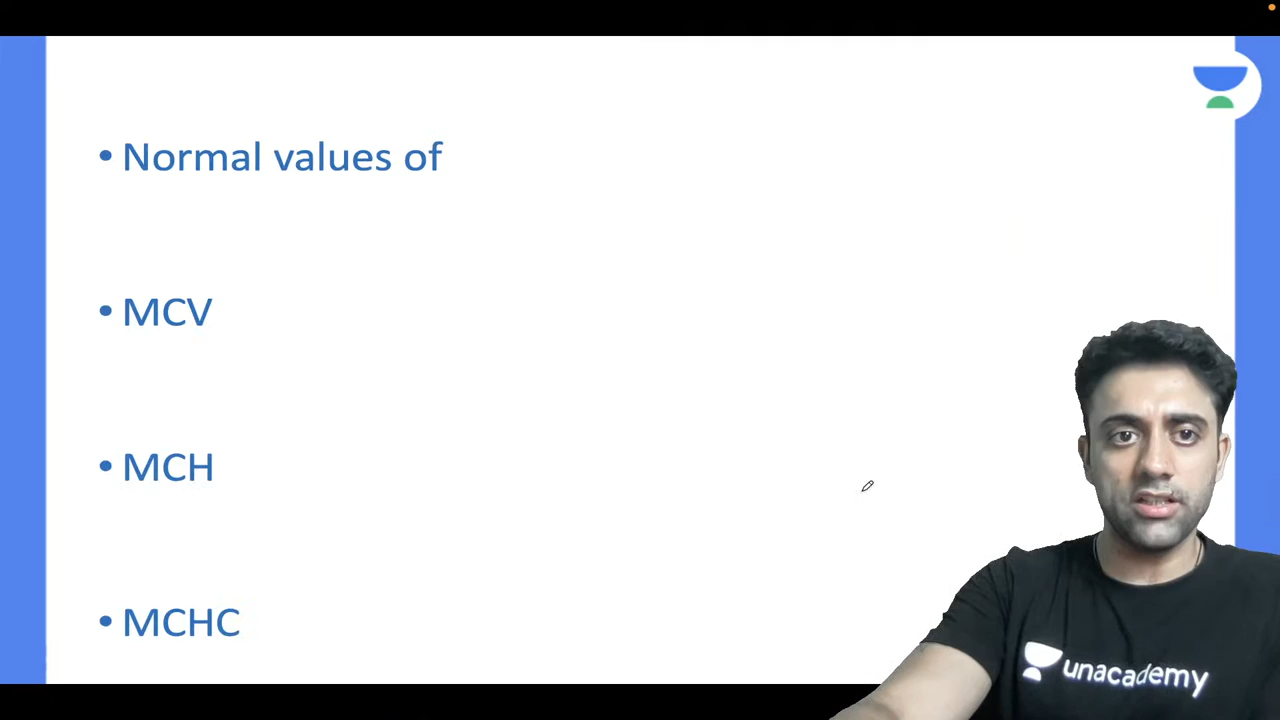 • Normal values of
• MCV
• MCH
• MCHC
unacademy